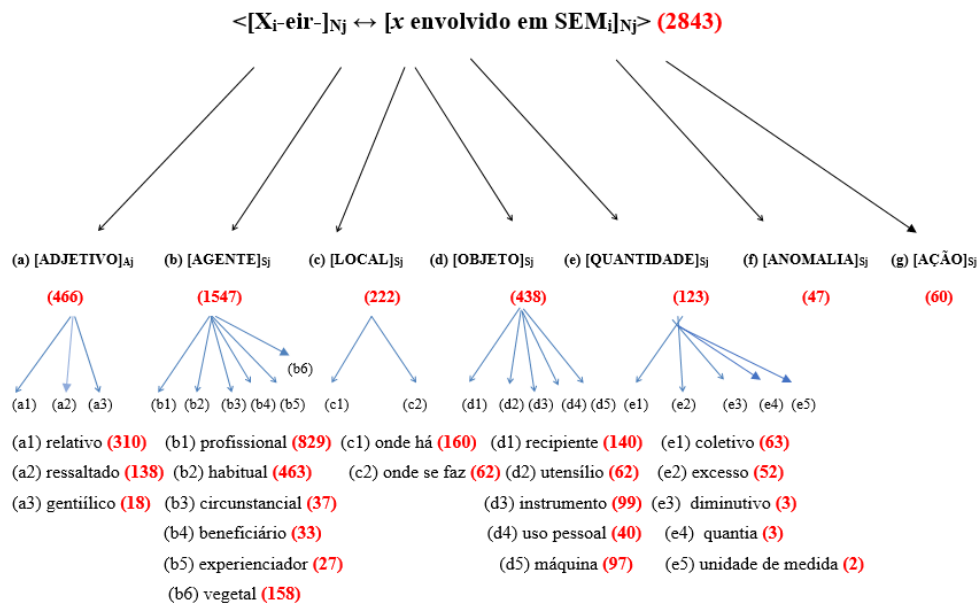 <[Xi-eir-]Nj ↔ [x envolvido em SEMi]Nj> (2843)
(a) [ADJETIVO]Aj (b) [AGENTE]Sj (c) [LOCAL]Sj (d) [OBJETO]Sj (e) [QUANTIDADE]Sj (f) [ANOMALIA]Sj (g) [AÇÃO]Sj
(466) (1547) (222) (438) (123) (47) (60)
(b6)
(a1) (a2) (a3) (b1) (b2) (b3) (b4) (b5) (c1) (c2) (d1) (d2) (d3) (d4) (d5) (e1) (e2) (e3) (e4) (e5)
(a1) relativo (310) (b1) profissional (829) (c1) onde há (160) (d1) recipiente (140) (e1) coletivo (63)
(a2) ressaltado (138) (b2) habitual (463) (c2) onde se faz (62) (d2) utensílio (62) (e2) excesso (52)
(a3) gentiílico (18) (b3) circunstancial (37) (d3) instrumento (99) (e3) diminutivo (3)
(b4) beneficiário (33) (d4) uso pessoal (40) (e4) quantia (3)
(b5) experienciador (27) (d5) máquina (97) (e5) unidade de medida (2)
(b6) vegetal (158)